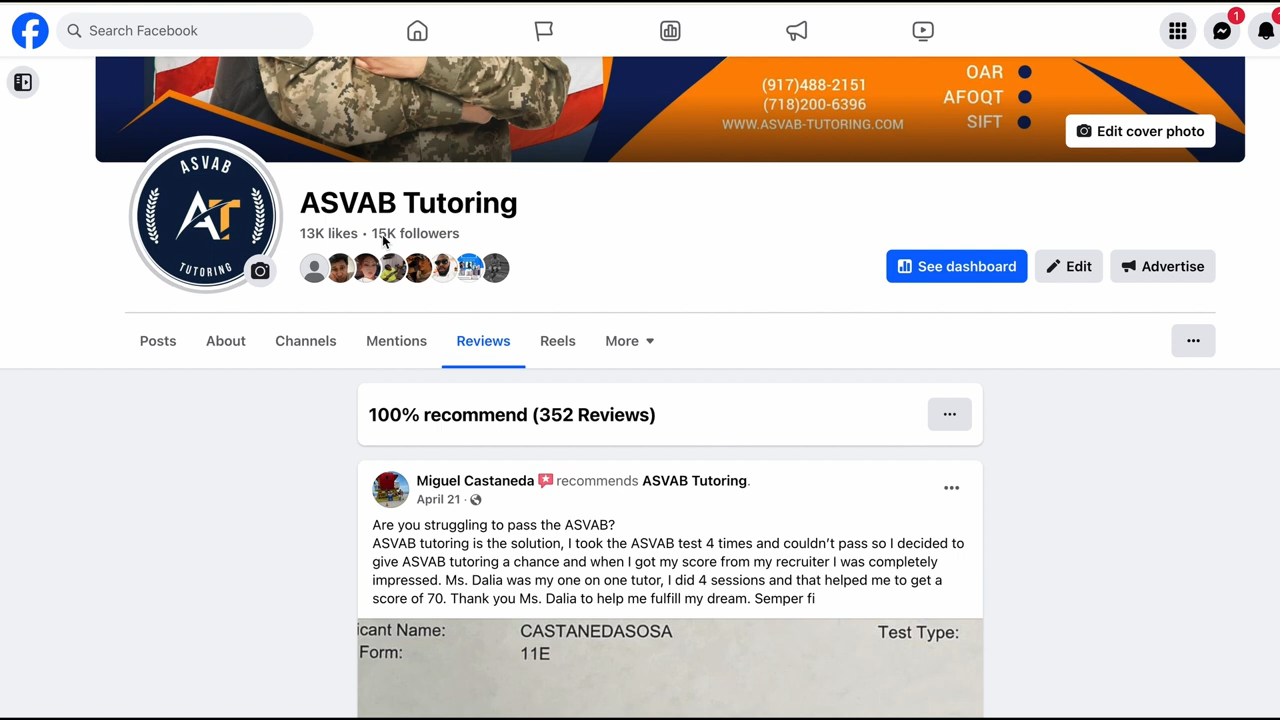 Search Facebook
1
(917)488-2151
(718)200-6396
WWW.ASVAB-TUTORING.COM
OAR
AFOQT
SIFT
Edit cover photo
ASVAB
AT
TUTORING
ASVAB Tutoring
13K likes · 15K followers
See dashboard
Edit
Advertise
Posts
About
Channels
Mentions
Reviews
Reels
More
100% recommend (352 Reviews)
Miguel Castaneda recommends ASVAB Tutoring.
April 21 ·
Are you struggling to pass the ASVAB?
ASVAB tutoring is the solution, I took the ASVAB test 4 times and couldn't pass so I decided to
give ASVAB tutoring a chance and when I got my score from my recruiter I was completely
impressed. Ms. Dalia was my one on one tutor, I did 4 sessions and that helped me to get a
score of 70. Thank you Ms. Dalia to help me fulfill my dream. Semper fi
icant Name: CASTANEDASOSA Test Type:
Form: 11E